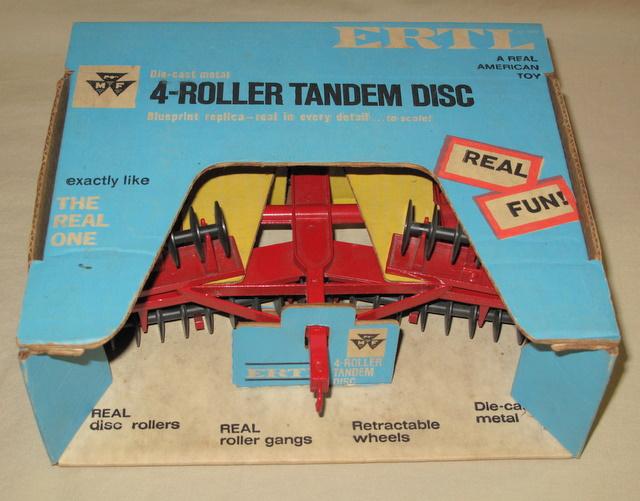 ERTL
A REAL
AMERICAN
TOY
MF
Die-cast metal
4-ROLLER TANDEM DISC
Blueprint replica—real in every detail...to scale!
exactly like
THE
REAL
ONE
REAL
FUN!
MF
4-ROLLER
TANDEM
DISC
ERTL
REAL
disc rollers
REAL
roller gangs
Retractable
wheels
metal